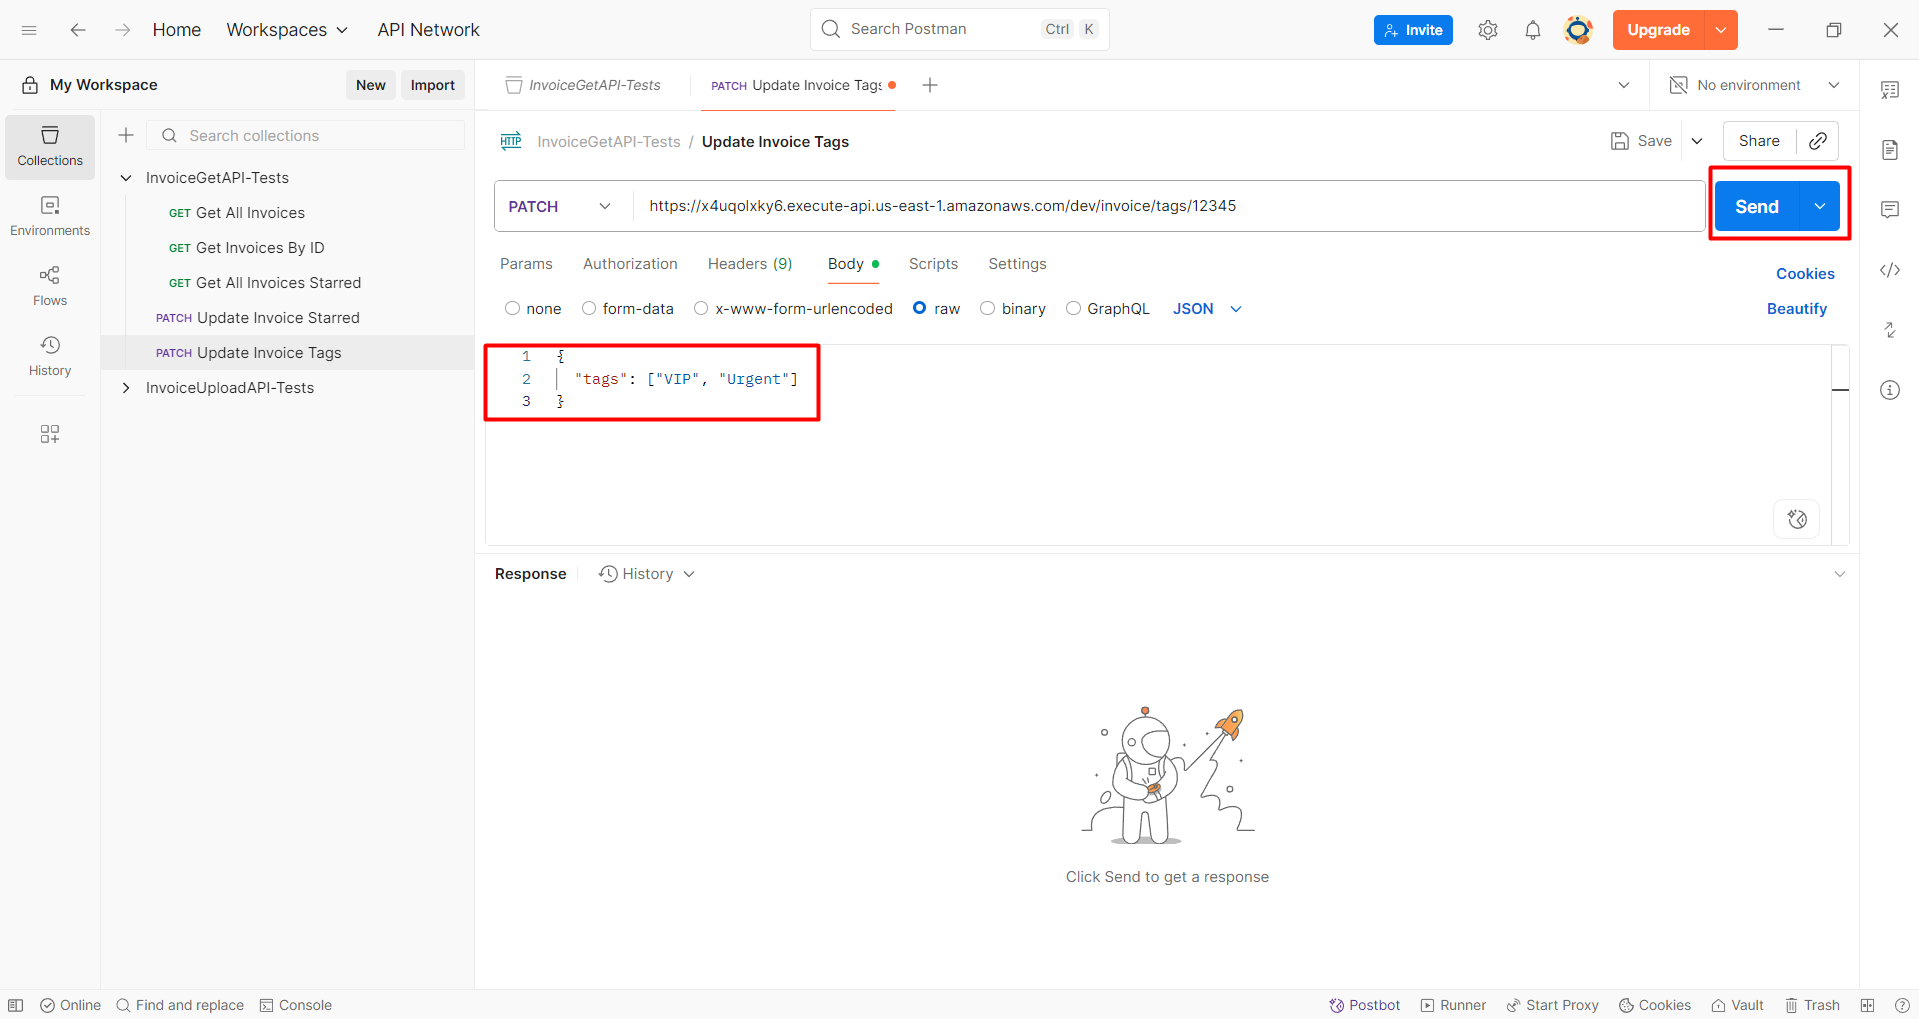 Home Workspaces API Network Search Postman Ctrl K Invite Upgrade
My Workspace New Import
InvoiceGetAPI-Tests PATCH Update Invoice Tags No environment
Collections
Environments
Flows
History
Search collections
InvoiceGetAPI-Tests
GET Get All Invoices
GET Get Invoices By ID
GET Get All Invoices Starred
PATCH Update Invoice Starred
PATCH Update Invoice Tags
InvoiceUploadAPI-Tests
HTTP InvoiceGetAPI-Tests / Update Invoice Tags Save Share
PATCH https://x4uqolxky6.execute-api.us-east-1.amazonaws.com/dev/invoice/tags/12345 Send
Params Authorization Headers (9) Body Scripts Settings Cookies
none form-data x-www-form-urlencoded raw binary GraphQL JSON Beautify
1 {
2 "tags": ["VIP", "Urgent"]
3 }
Response History
Click Send to get a response
Online Find and replace Console Postbot Runner Start Proxy Cookies Vault Trash